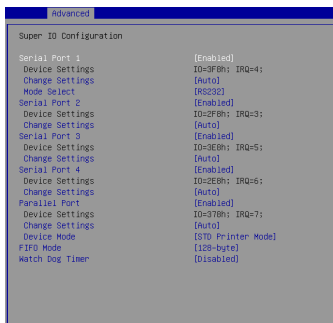 Advanced
Super IO Configuration
Serial Port 1 [Enabled]
Device Settings IO=3F8h; IRQ=4;
Change Settings [Auto]
Mode Select [RS232]
Serial Port 2 [Enabled]
Device Settings IO=2F8h; IRQ=3;
Change Settings [Auto]
Serial Port 3 [Enabled]
Device Settings IO=3E8h; IRQ=5;
Change Settings [Auto]
Serial Port 4 [Enabled]
Device Settings IO=2E8h; IRQ=6;
Change Settings [Auto]
Parallel Port [Enabled]
Device Settings IO=378h; IRQ=7;
Change Settings [Auto]
Device Mode [STD Printer Mode]
FIFO Mode [128-byte]
Watch Dog Timer [Disabled]